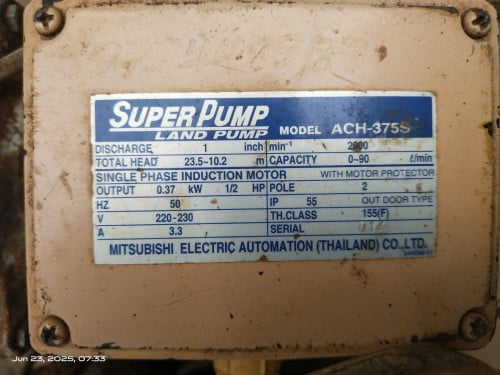 SUPER PUMP
LAND PUMP MODEL ACH-375S
DISCHARGE 1 inch min⁻¹ 2900
TOTAL HEAD 23.5~10.2 m CAPACITY 0~90 ℓ/min
SINGLE PHASE INDUCTION MOTOR WITH MOTOR PROTECTOR
OUTPUT 0.37 kW 1/2 HP POLE 2
HZ 50 IP 55 OUT DOOR TYPE
V 220-230 TH.CLASS 155(F)
A 3.3 SERIAL
MITSUBISHI ELECTRIC AUTOMATION (THAILAND) CO.,LTD.
Jun 23, 2025, 07:33